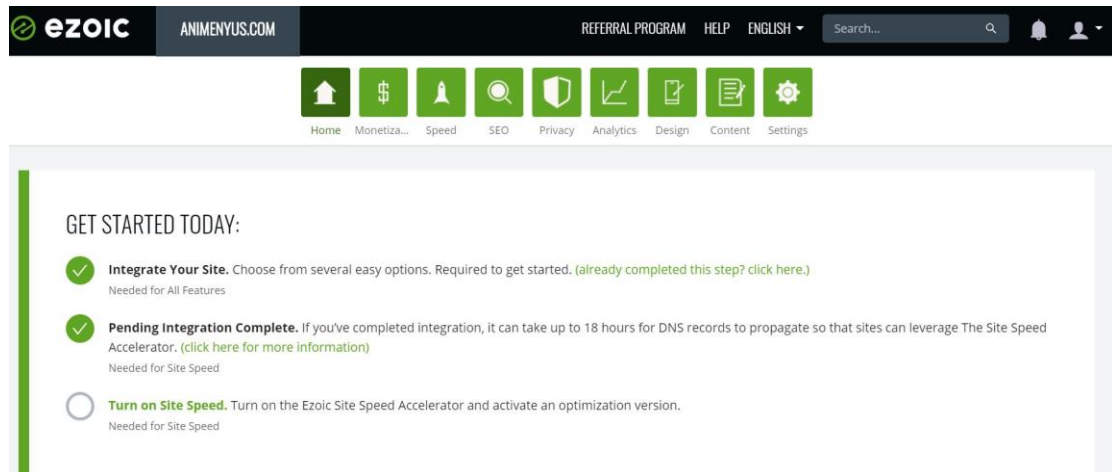 ezoic
ANIMENYUS.COM
REFERRAL PROGRAM
HELP
ENGLISH
Search...
Home
Monetiza...
Speed
SEO
Privacy
Analytics
Design
Content
Settings
GET STARTED TODAY:
Integrate Your Site. Choose from several easy options. Required to get started. (already completed this step? click here.)
Needed for All Features
Pending Integration Complete. If you've completed integration, it can take up to 18 hours for DNS records to propagate so that sites can leverage The Site Speed
Accelerator. (click here for more information)
Needed for Site Speed
Turn on Site Speed. Turn on the Ezoic Site Speed Accelerator and activate an optimization version.
Needed for Site Speed